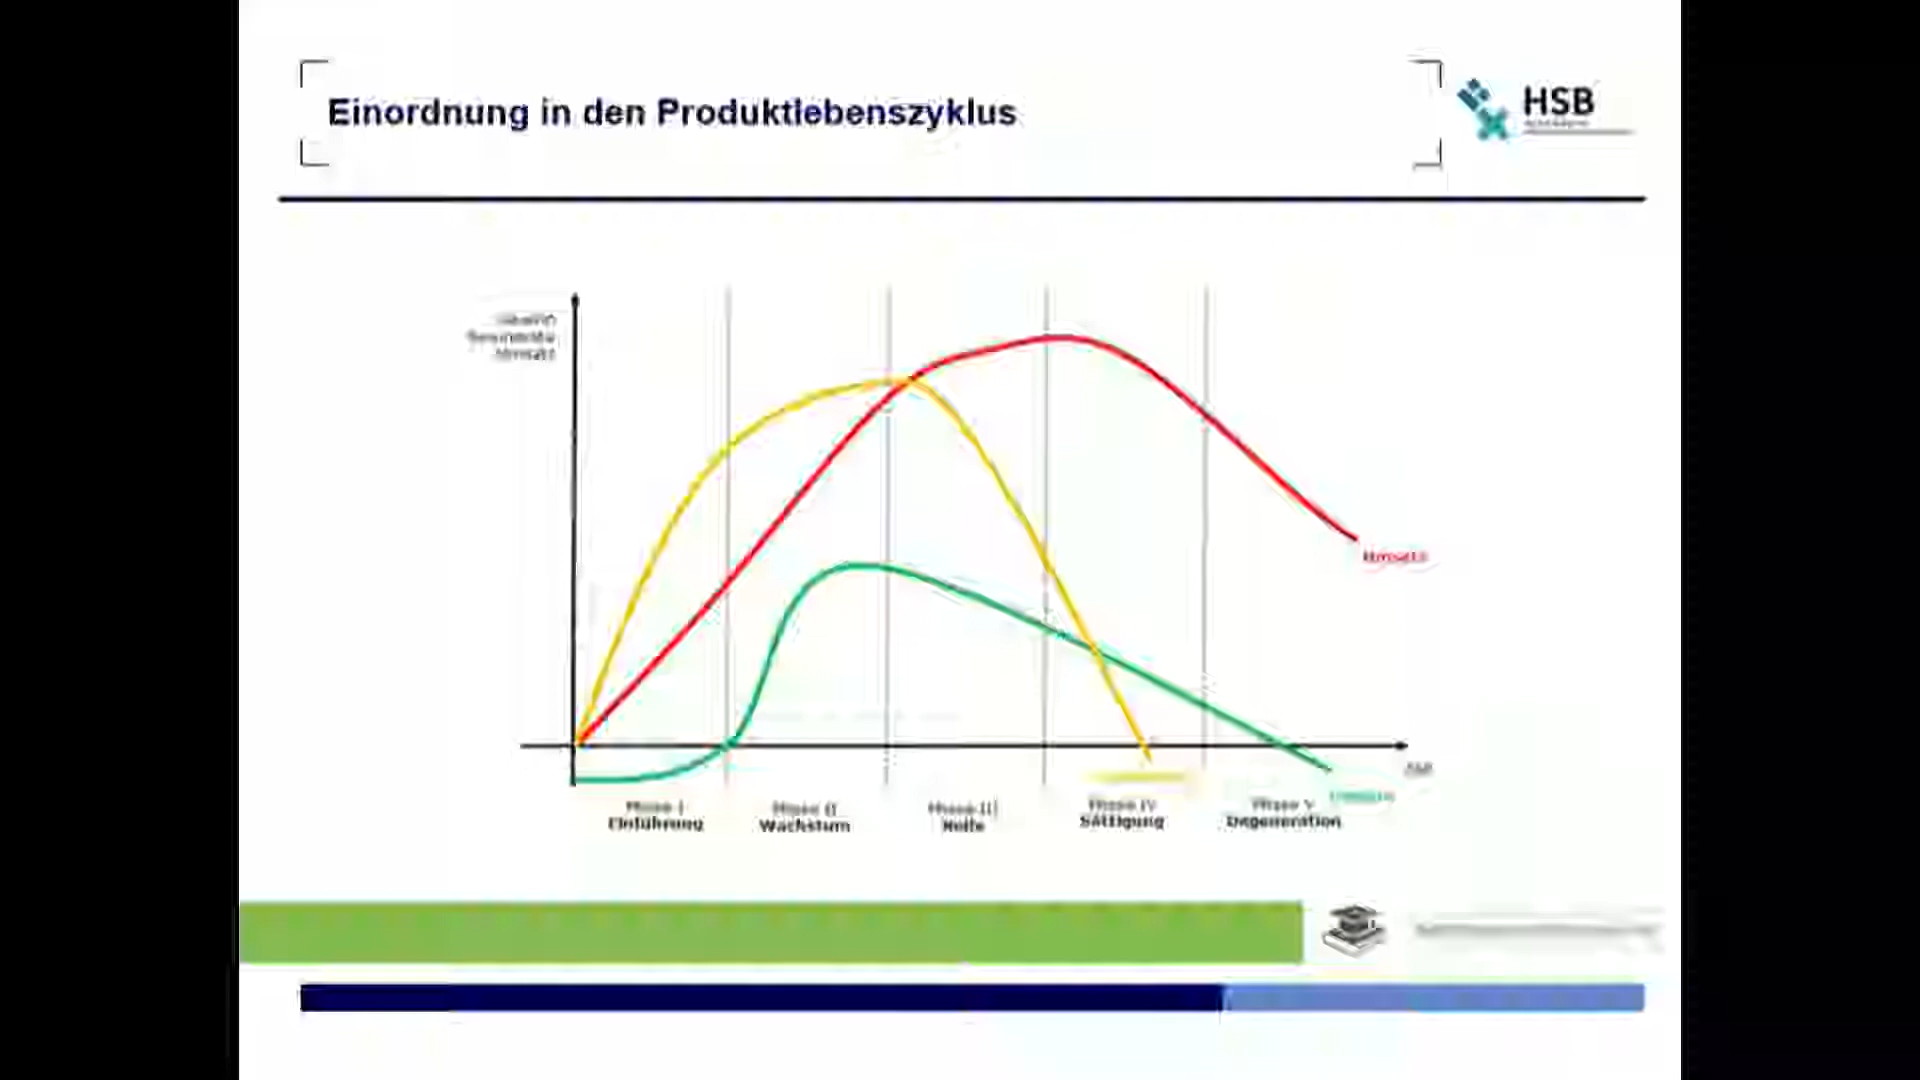 Einordnung in den Produktlebenszyklus
HSB
Umsatz
Phase I
Einführung
Phase II
Wachstum
Phase III
Reife
Phase IV
Sättigung
Phase V
Degeneration